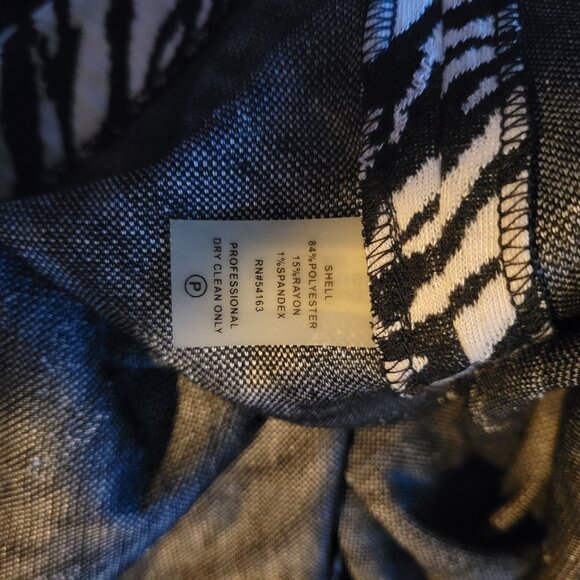 SHELL
84%POLYESTER
15%RAYON
1%SPANDEX
RN#54163
PROFESSIONAL
DRY CLEAN ONLY
P